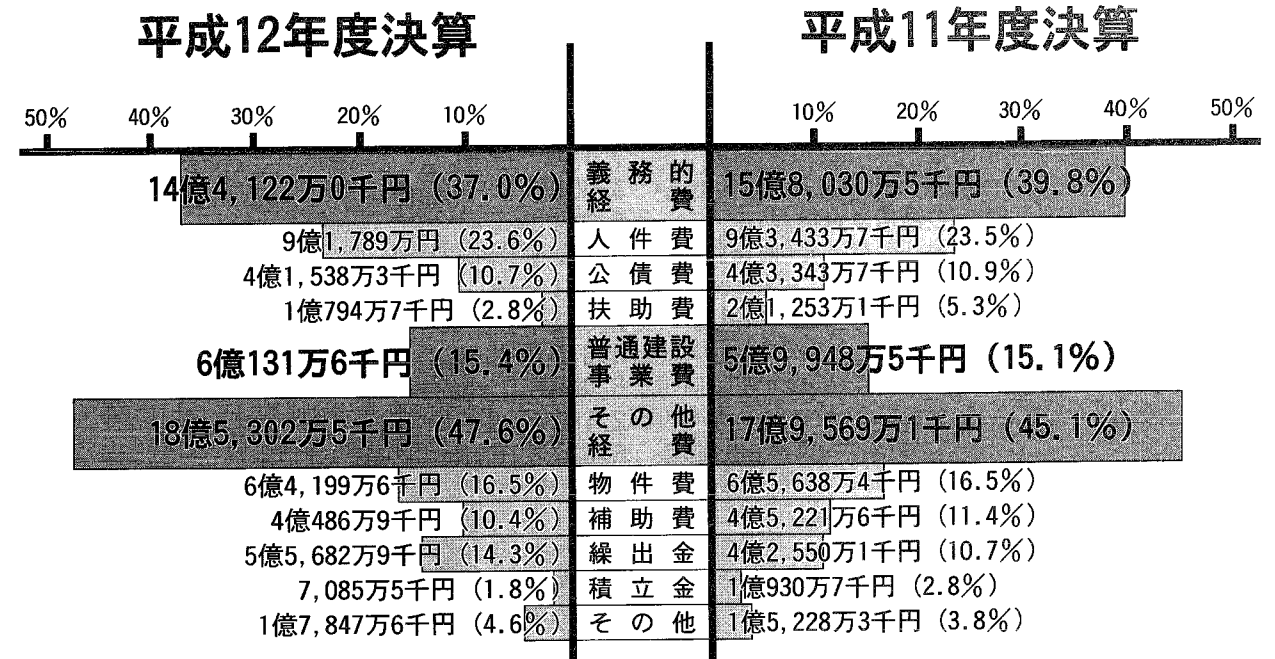 平成12年度決算
平成11年度決算
50% 40% 30% 20% 10%
10% 20% 30% 40% 50%
14億4,122万0千円（37.0%） 義務的経費 15億8,030万5千円（39.8%）
9億1,789万円（23.6%） 人件費 9億3,433万7千円（23.5%）
4億1,538万3千円（10.7%） 公債費 4億3,343万7千円（10.9%）
1億794万7千円（2.8%） 扶助費 2億1,253万1千円（5.3%）
6億131万6千円（15.4%） 普通建設事業費 5億9,948万5千円（15.1%）
18億5,302万5千円（47.6%） その他経費 17億9,569万1千円（45.1%）
6億4,199万6千円（16.5%） 物件費 6億5,638万4千円（16.5%）
4億486万9千円（10.4%） 補助費 4億5,221万6千円（11.4%）
5億5,682万9千円（14.3%） 繰出金 4億2,550万1千円（10.7%）
7,085万5千円（1.8%） 積立金 1億930万7千円（2.8%）
1億7,847万6千円（4.6%） その他 1億5,228万3千円（3.8%）